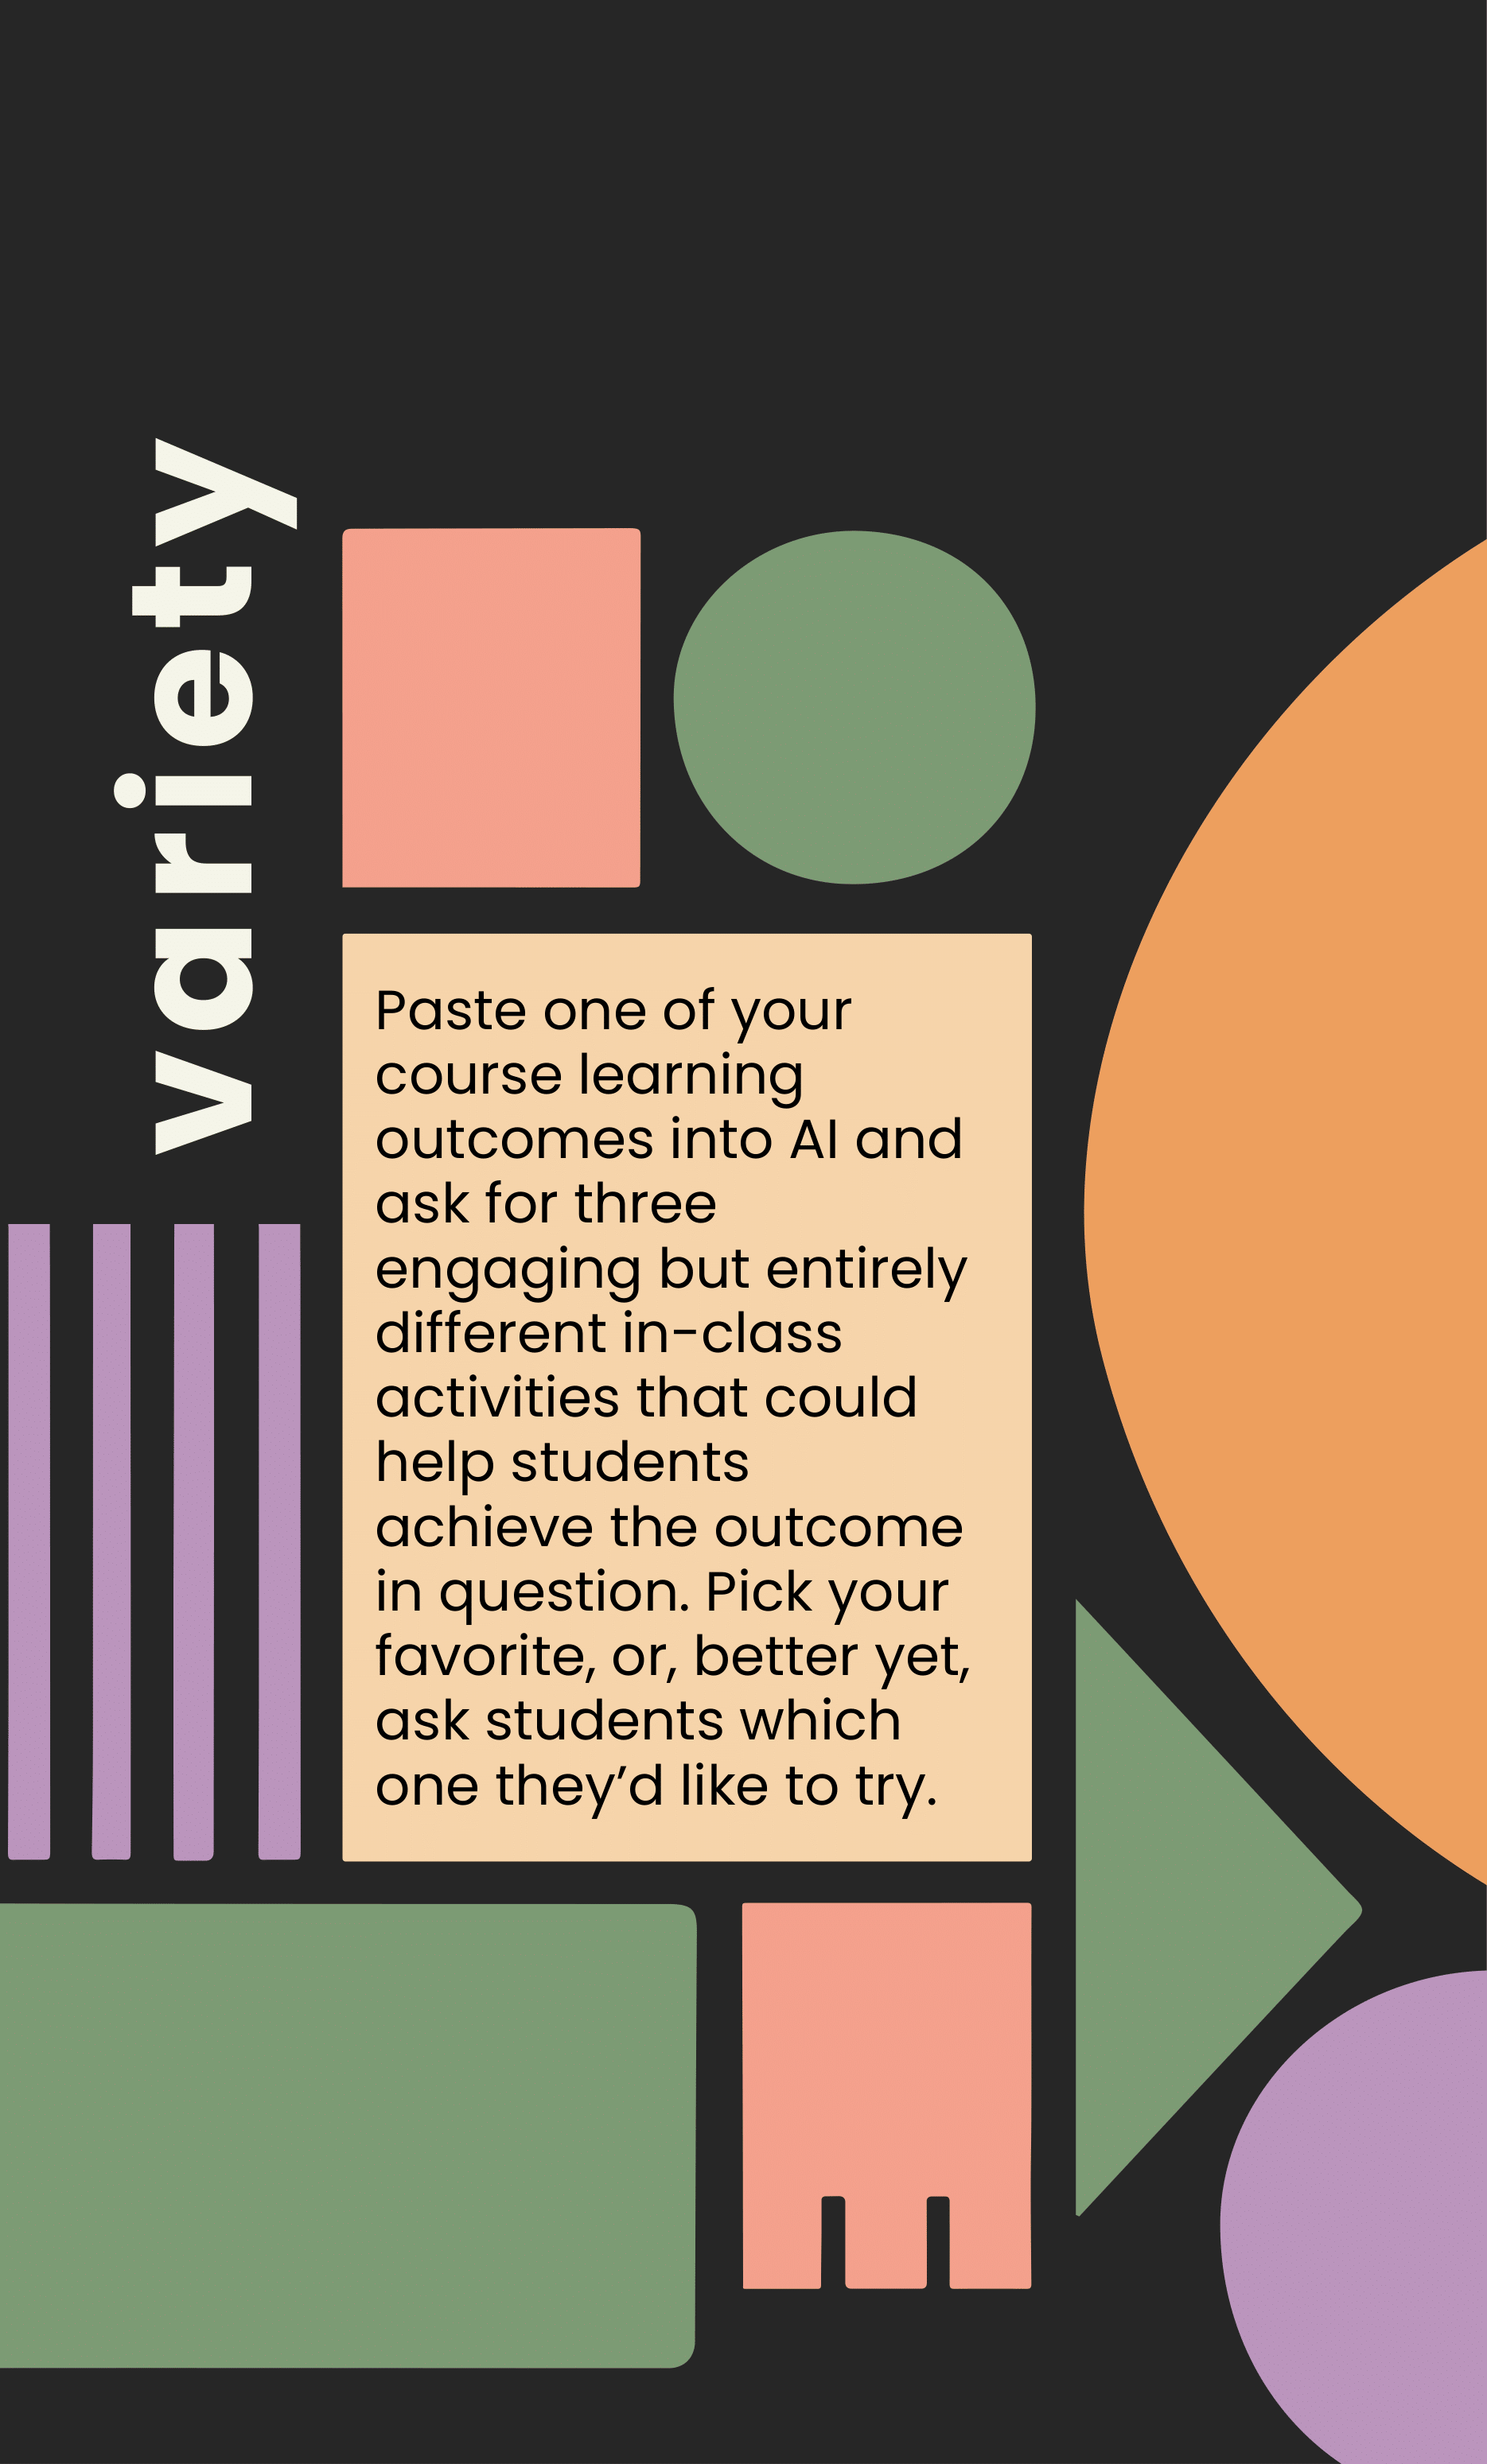 variety
Paste one of your
course learning
outcomes into AI and
ask for three
engaging but entirely
different in-class
activities that could
help students
achieve the outcome
in question. Pick your
favorite, or, better yet,
ask students which
one they’d like to try.